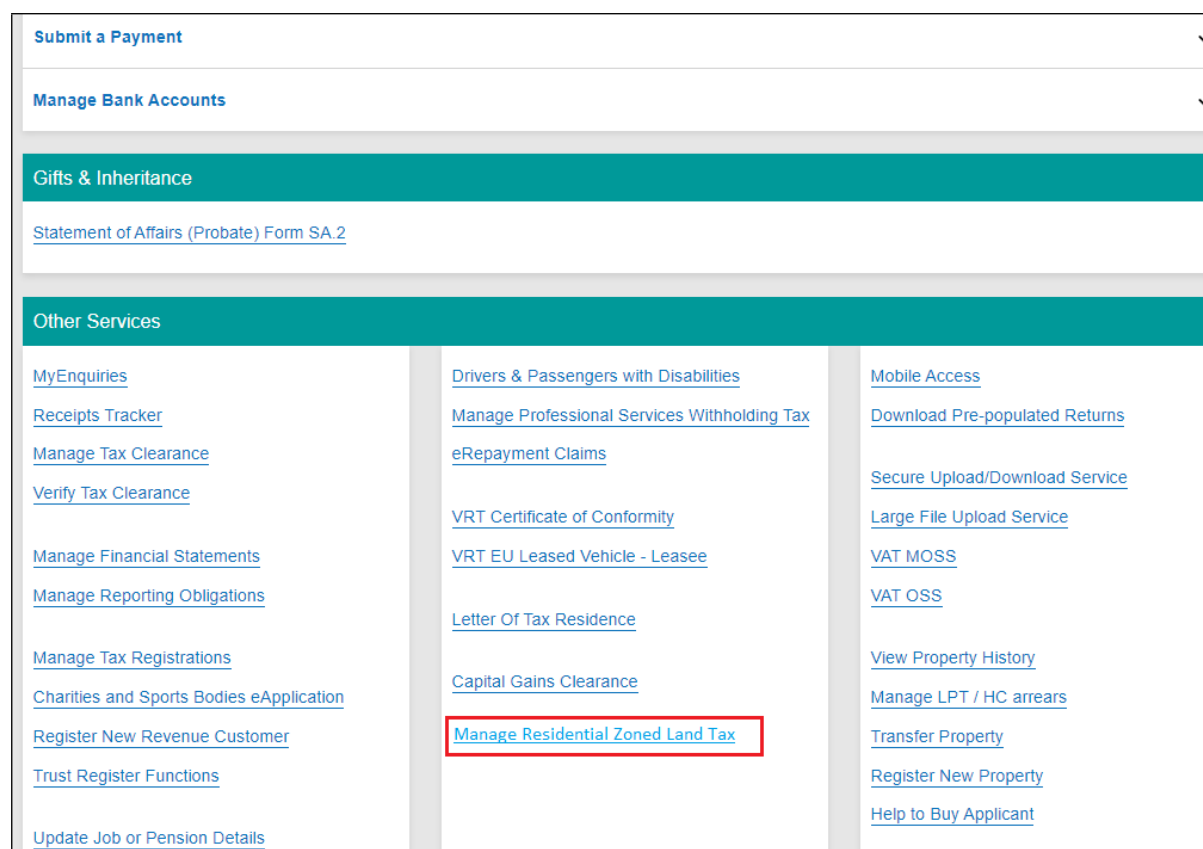 Submit a Payment
Manage Bank Accounts
Gifts & Inheritance
Statement of Affairs (Probate) Form SA.2
Other Services
MyEnquiries
Receipts Tracker
Manage Tax Clearance
Verify Tax Clearance
Manage Financial Statements
Manage Reporting Obligations
Manage Tax Registrations
Charities and Sports Bodies eApplication
Register New Revenue Customer
Trust Register Functions
Update Job or Pension Details
Drivers & Passengers with Disabilities
Manage Professional Services Withholding Tax
eRepayment Claims
VRT Certificate of Conformity
VRT EU Leased Vehicle - Leasee
Letter Of Tax Residence
Capital Gains Clearance
Manage Residential Zoned Land Tax
Mobile Access
Download Pre-populated Returns
Secure Upload/Download Service
Large File Upload Service
VAT MOSS
VAT OSS
View Property History
Manage LPT / HC arrears
Transfer Property
Register New Property
Help to Buy Applicant